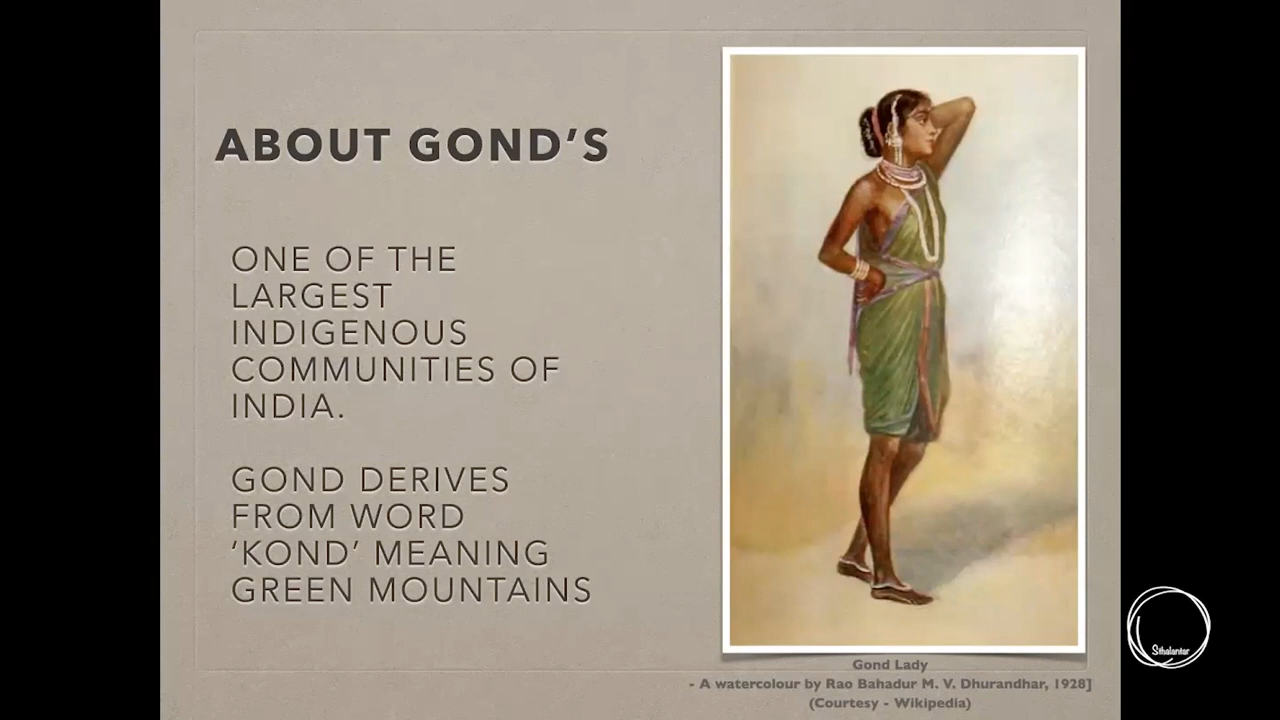 ABOUT GOND’S
ONE OF THE
LARGEST
INDIGENOUS
COMMUNITIES OF
INDIA.
GOND DERIVES
FROM WORD
‘KOND’ MEANING
GREEN MOUNTAINS
Gond Lady
- A watercolour by Rao Bahadur M. V. Dhurandhar, 1928]
(Courtesy - Wikipedia)
Sthalantar